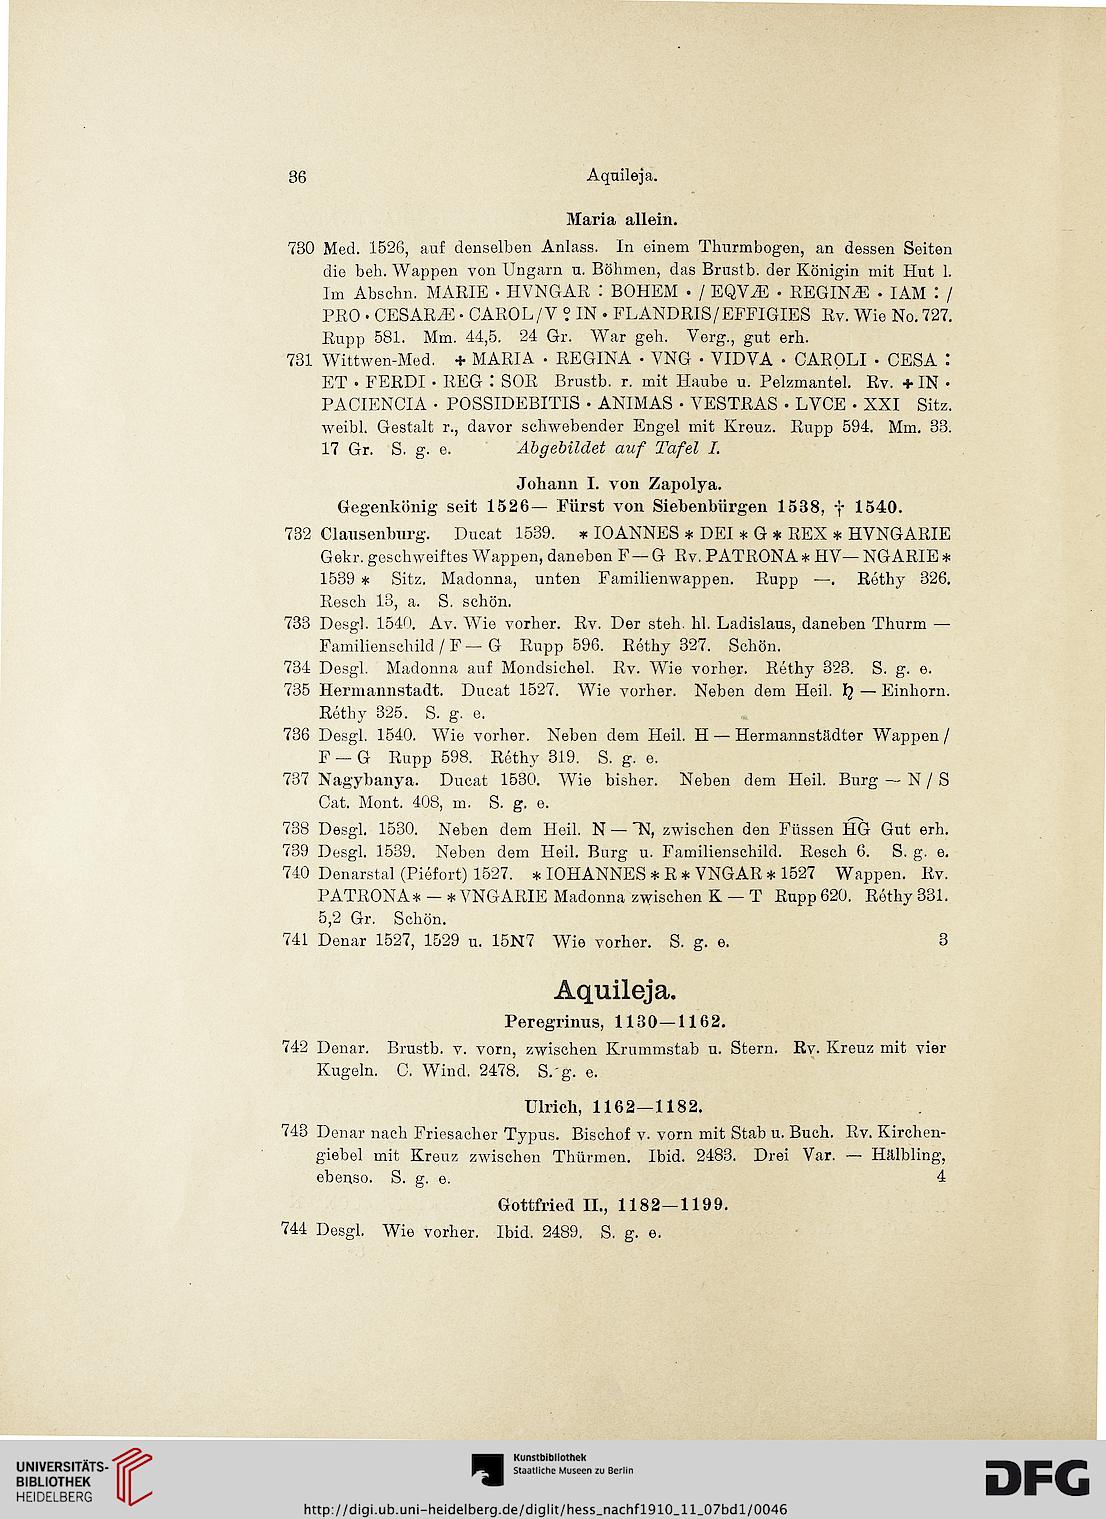 36 Aquileja.
Maria allein.
730 Med. 1526, auf denselben Anlass. In einem Thurmbogen, an dessen Seiten
die beh. Wappen von Ungarn u. Böhmen, das Brustb. der Königin mit Hut l.
Im Abschn. MARIE • HVNGAR : BOHEM • / EQVÆ • REGINÆ • IAM : /
PRO • CESARÆ • CAROL/V IN • FLANDRIS/EFFIGIES Rv. Wie No. 727.
Rupp 581. Mm. 44,5. 24 Gr. War geh. Verg., gut erh.
731 Wittwen-Med. + MARIA • REGINA • VNG • VIDVA • CAROLI • CESA :
ET • FERDI • REG : SOR Brustb. r. mit Haube u. Pelzmantel. Rv. + IN •
PACIENCIA • POSSIDEBITIS • ANIMAS • VESTRAS • LVCE • XXI Sitz.
weibl. Gestalt r., davor schwebender Engel mit Kreuz. Rupp 594. Mm. 33.
17 Gr. S. g. e. Abgebildet auf Tafel I.
Johann I. von Zapolya.
Gegenkönig seit 1526— Fürst von Siebenbürgen 1538, † 1540.
732 Clausenburg. Ducat 1539. * IOANNES * DEI * G * REX * HVNGARIE
Gekr. geschweiftes Wappen, daneben F — G Rv. PATRONA * HV— NGARIE *
1539 * Sitz. Madonna, unten Familienwappen. Rupp —. Réthy 326.
Resch 13, a. S. schön.
733 Desgl. 1540. Av. Wie vorher. Rv. Der steh. hl. Ladislaus, daneben Thurm —
Familienschild / F — G Rupp 596. Réthy 327. Schön.
734 Desgl. Madonna auf Mondsichel. Rv. Wie vorher. Réthy 323. S. g. e.
735 Hermannstadt. Ducat 1527. Wie vorher. Neben dem Heil. — Einhorn.
Réthy 325. S. g. e.
736 Desgl. 1540. Wie vorher. Neben dem Heil. H — Hermannstädter Wappen /
F — G Rupp 598. Réthy 319. S. g. e.
737 Nagybanya. Ducat 1530. Wie bisher. Neben dem Heil. Burg — N / S
Cat. Mont. 408, m. S. g. e.
738 Desgl. 1530. Neben dem Heil. N — N, zwischen den Füssen HG Gut erh.
739 Desgl. 1539. Neben dem Heil. Burg u. Familienschild. Resch 6. S. g. e.
740 Denarstal (Piéfort) 1527. * IOHANNES * R * VNGAR * 1527 Wappen. Rv.
PATRONA * — * VNGARIE Madonna zwischen K — T Rupp 620. Réthy 331.
5,2 Gr. Schön.
741 Denar 1527, 1529 u. 15N7 Wie vorher. S. g. e. 3
Aquileja.
Peregrinus, 1130—1162.
742 Denar. Brustb. v. vorn, zwischen Krummstab u. Stern. Rv. Kreuz mit vier
Kugeln. C. Wind. 2478. S. g. e.
Ulrich, 1162—1182.
743 Denar nach Friesacher Typus. Bischof v. vorn mit Stab u. Buch. Rv. Kirchen-
giebel mit Kreuz zwischen Thürmen. Ibid. 2483. Drei Var. — Hälbling,
ebenso. S. g. e. 4
Gottfried II., 1182—1199.
744 Desgl. Wie vorher. Ibid. 2489. S. g. e.
UNIVERSITÄTS-
BIBLIOTHEK
HEIDELBERG
Kunstbibliothek
Staatliche Museen zu Berlin
DFG
http://digi.ub.uni-heidelberg.de/diglit/hess_nachf1910_11_07bd1/0046